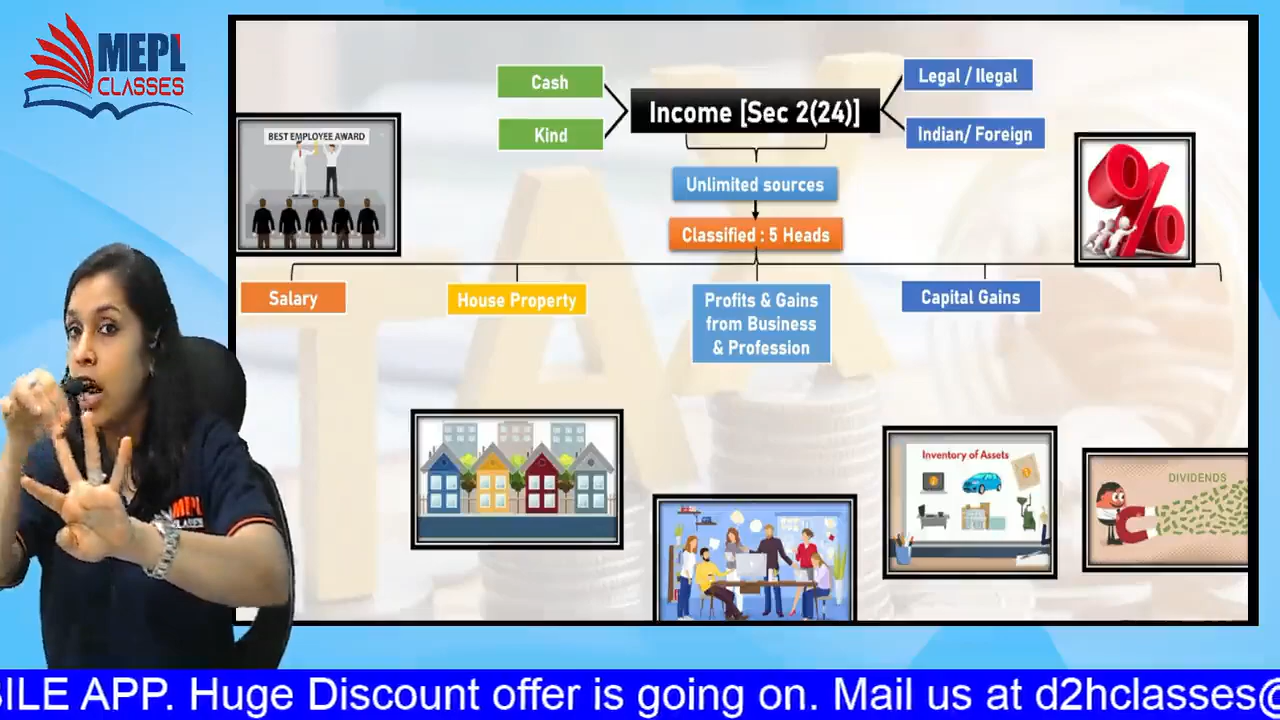 MEPL
CLASSES
Cash
Kind
Income [Sec 2(24)]
Legal / Ilegal
Indian/ Foreign
BEST EMPLOYEE AWARD
Unlimited sources
Classified : 5 Heads
Salary
House Property
Profits & Gains
from Business
& Profession
Capital Gains
Inventory of Assets
DIVIDENDS
MEPL
CLASSES
BILE APP. Huge Discount offer is going on. Mail us at d2hclasses@